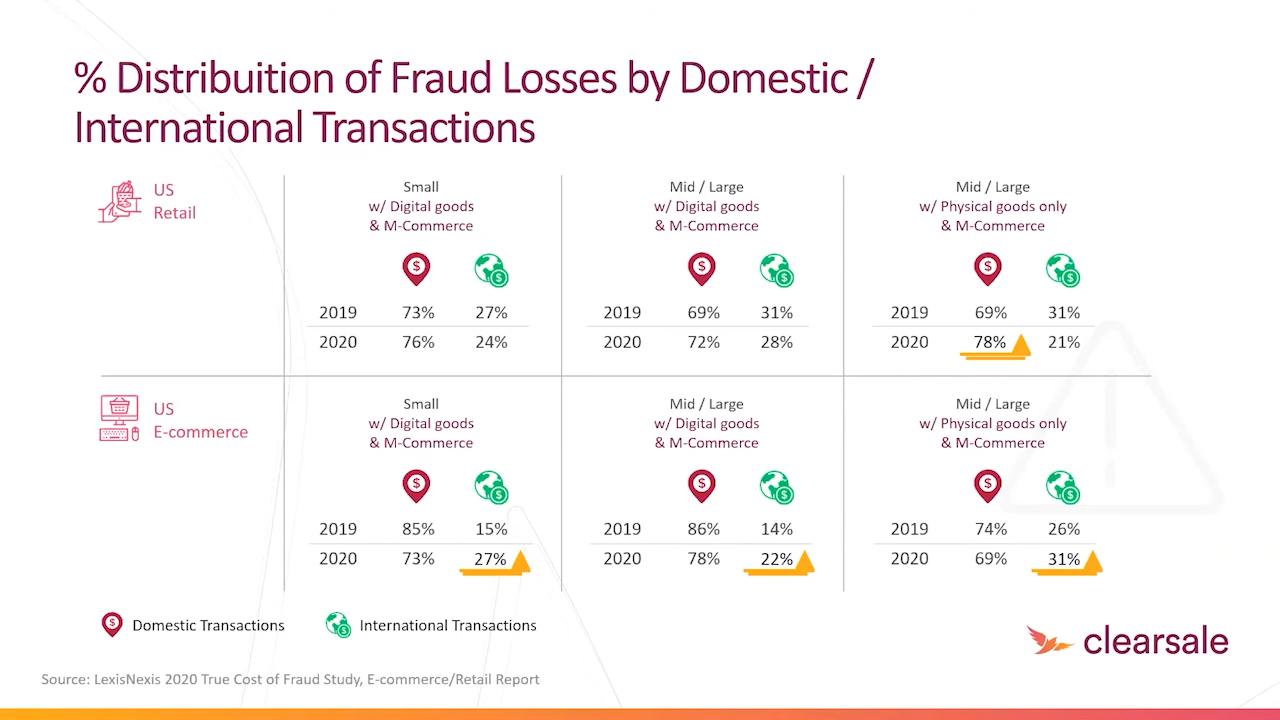 % Distribuition of Fraud Losses by Domestic /
International Transactions
US
Retail
Small
w/ Digital goods
& M-Commerce
$ $
2019 73% 27%
2020 76% 24%
Mid / Large
w/ Digital goods
& M-Commerce
$ $
2019 69% 31%
2020 72% 28%
Mid / Large
w/ Physical goods only
& M-Commerce
$ $
2019 69% 31%
2020 78% 21%
US
E-commerce
Small
w/ Digital goods
& M-Commerce
$ $
2019 85% 15%
2020 73% 27%
Mid / Large
w/ Digital goods
& M-Commerce
$ $
2019 86% 14%
2020 78% 22%
Mid / Large
w/ Physical goods only
& M-Commerce
$ $
2019 74% 26%
2020 69% 31%
$ Domestic Transactions $ International Transactions
clearsale
Source: LexisNexis 2020 True Cost of Fraud Study, E-commerce/Retail Report